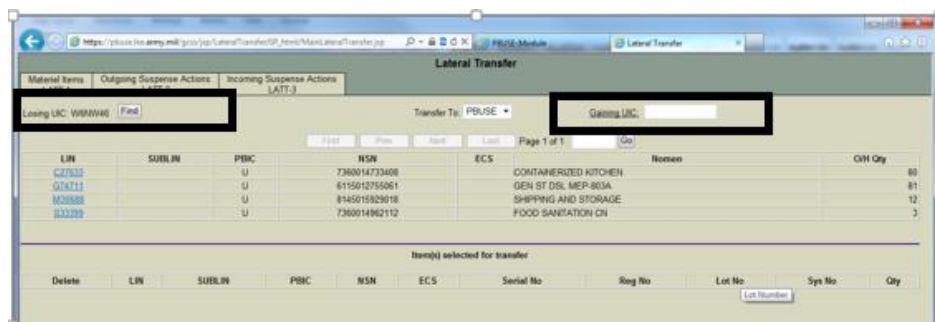 https://pbuse.lee.army.mil/gcss/jsp/LateralTransfer/SP_html/MainLateralTransfer.jsp PBUSE-Module Lateral Transfer
Lateral Transfer
Material Items Outgoing Suspense Actions Incoming Suspense Actions
LATT-3
Losing UIC: W6NW46 Find Transfer To: PBUSE Gaining UIC:
First Prev Next Last Page 1 of 1 Go
LIN SUBLIN PBIC NSN ECS Nomen O/H Qty
C27633 U 7360014733408 CONTAINERIZED KITCHEN 80
G74711 U 6115012755061 GEN ST DSL MEP-803A 81
M30688 U 8145015929018 SHIPPING AND STORAGE 12
S33399 U 7360014962112 FOOD SANITATION CN 3
Item(s) selected for transfer
Delete LIN SUBLIN PBIC NSN ECS Serial No Reg No Lot No Sys No Qty
Lot Number